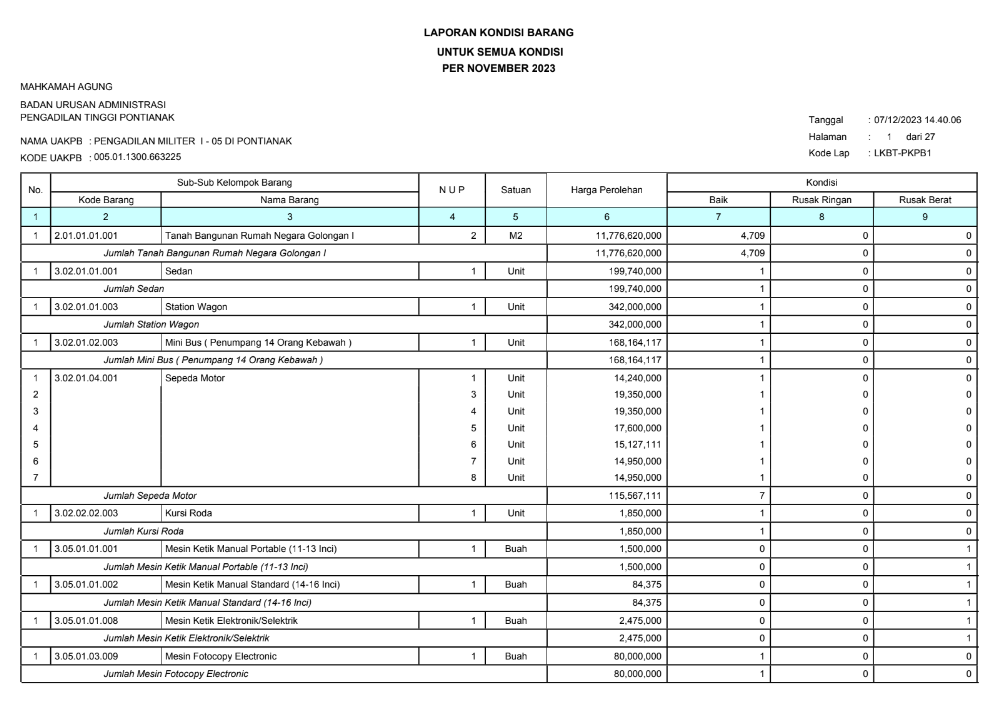 LAPORAN KONDISI BARANG
UNTUK SEMUA KONDISI
PER NOVEMBER 2023
MAHKAMAH AGUNG
BADAN URUSAN ADMINISTRASI
PENGADILAN TINGGI PONTIANAK
NAMA UAKPB : PENGADILAN MILITER I - 05 DI PONTIANAK
KODE UAKPB : 005.01.1300.663225
Tanggal : 07/12/2023 14.40.06
Halaman : 1 dari 27
Kode Lap : LKBT-PKPB1
No. Sub-Sub Kelompok Barang N U P Satuan Harga Perolehan Kondisi
Kode Barang Nama Barang Baik Rusak Ringan Rusak Berat
1 2 3 4 5 6 7 8 9
1 2.01.01.01.001 Tanah Bangunan Rumah Negara Golongan I 2 M2 11,776,620,000 4,709 0 0
Jumlah Tanah Bangunan Rumah Negara Golongan I 11,776,620,000 4,709 0 0
1 3.02.01.01.001 Sedan 1 Unit 199,740,000 1 0 0
Jumlah Sedan 199,740,000 1 0 0
1 3.02.01.01.003 Station Wagon 1 Unit 342,000,000 1 0 0
Jumlah Station Wagon 342,000,000 1 0 0
1 3.02.01.02.003 Mini Bus ( Penumpang 14 Orang Kebawah ) 1 Unit 168,164,117 1 0 0
Jumlah Mini Bus ( Penumpang 14 Orang Kebawah ) 168,164,117 1 0 0
1 3.02.01.04.001 Sepeda Motor 1 Unit 14,240,000 1 0 0
2 3 Unit 19,350,000 1 0 0
3 4 Unit 19,350,000 1 0 0
4 5 Unit 17,600,000 1 0 0
5 6 Unit 15,127,111 1 0 0
6 7 Unit 14,950,000 1 0 0
7 8 Unit 14,950,000 1 0 0
Jumlah Sepeda Motor 115,567,111 7 0 0
1 3.02.02.02.003 Kursi Roda 1 Unit 1,850,000 1 0 0
Jumlah Kursi Roda 1,850,000 1 0 0
1 3.05.01.01.001 Mesin Ketik Manual Portable (11-13 Inci) 1 Buah 1,500,000 0 0 1
Jumlah Mesin Ketik Manual Portable (11-13 Inci) 1,500,000 0 0 1
1 3.05.01.01.002 Mesin Ketik Manual Standard (14-16 Inci) 1 Buah 84,375 0 0 1
Jumlah Mesin Ketik Manual Standard (14-16 Inci) 84,375 0 0 1
1 3.05.01.01.008 Mesin Ketik Elektronik/Selektrik 1 Buah 2,475,000 0 0 1
Jumlah Mesin Ketik Elektronik/Selektrik 2,475,000 0 0 1
1 3.05.01.03.009 Mesin Fotocopy Electronic 1 Buah 80,000,000 1 0 0
Jumlah Mesin Fotocopy Electronic 80,000,000 1 0 0